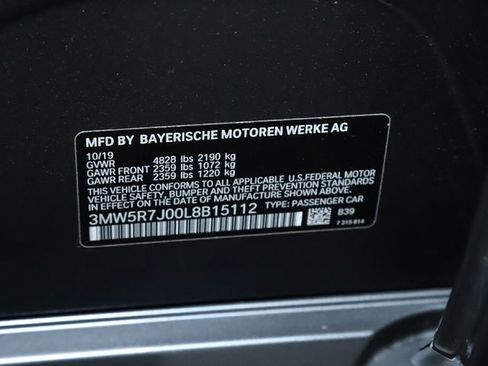 MFD BY BAYERISCHE MOTOREN WERKE AG
10/19
GVWR 4828 lbs 2190 kg
GAWR FRONT 2359 lbs 1072 kg
GAWR REAR 2359 lbs 1220 kg
THIS VEHICLE CONFORMS TO ALL APPLICABLE U.S.FEDERAL MOTOR
VEHICLE SAFETY, BUMPER AND THEFT PREVENTION STANDARDS IN
EFFECT ON THE DATE OF MANUFACTURE SHOWN ABOVE.
3MW5R7J00L8B15112 TYPE: PASSENGER CAR
B39